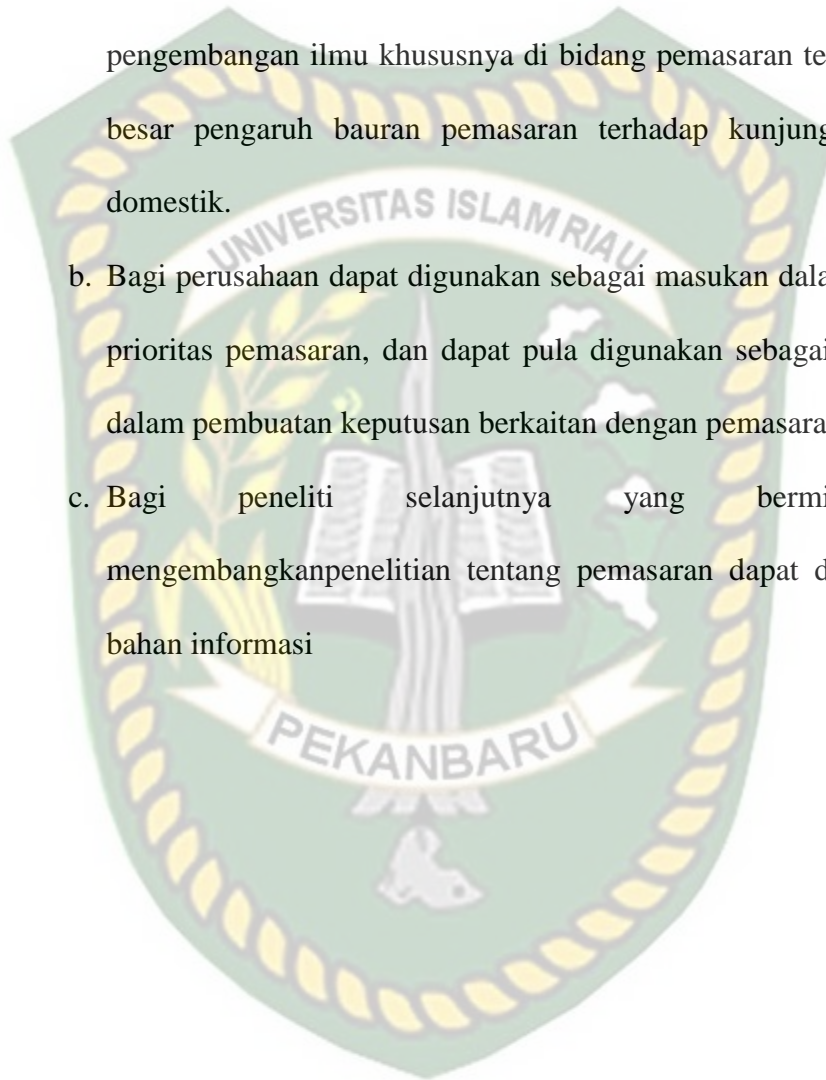 pengembangan ilmu khususnya di bidang pemasaran te
besar pengaruh bauran pemasaran terhadap kunjung
domestik.
UNIVERSITAS ISLAM RIAU
b. Bagi perusahaan dapat digunakan sebagai masukan dala
prioritas pemasaran, dan dapat pula digunakan sebagai
dalam pembuatan keputusan berkaitan dengan pemasara
c. Bagi peneliti selanjutnya yang bermi
mengembangkanpenelitian tentang pemasaran dapat d
bahan informasi
PEKANBARU